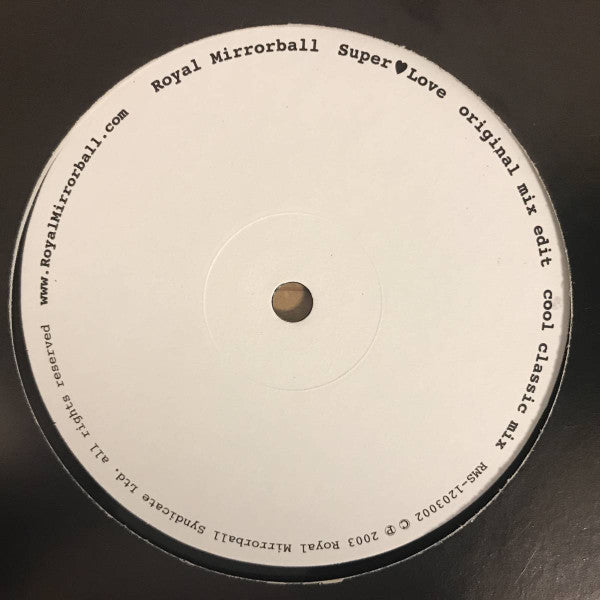 Royal Mirrorball Super♥Love original mix edit cool classic mix
RMS-1203002 © ℗ 2003 Royal Mirrorball Syndicate Ltd. all rights reserved
www.RoyalMirrorball.com